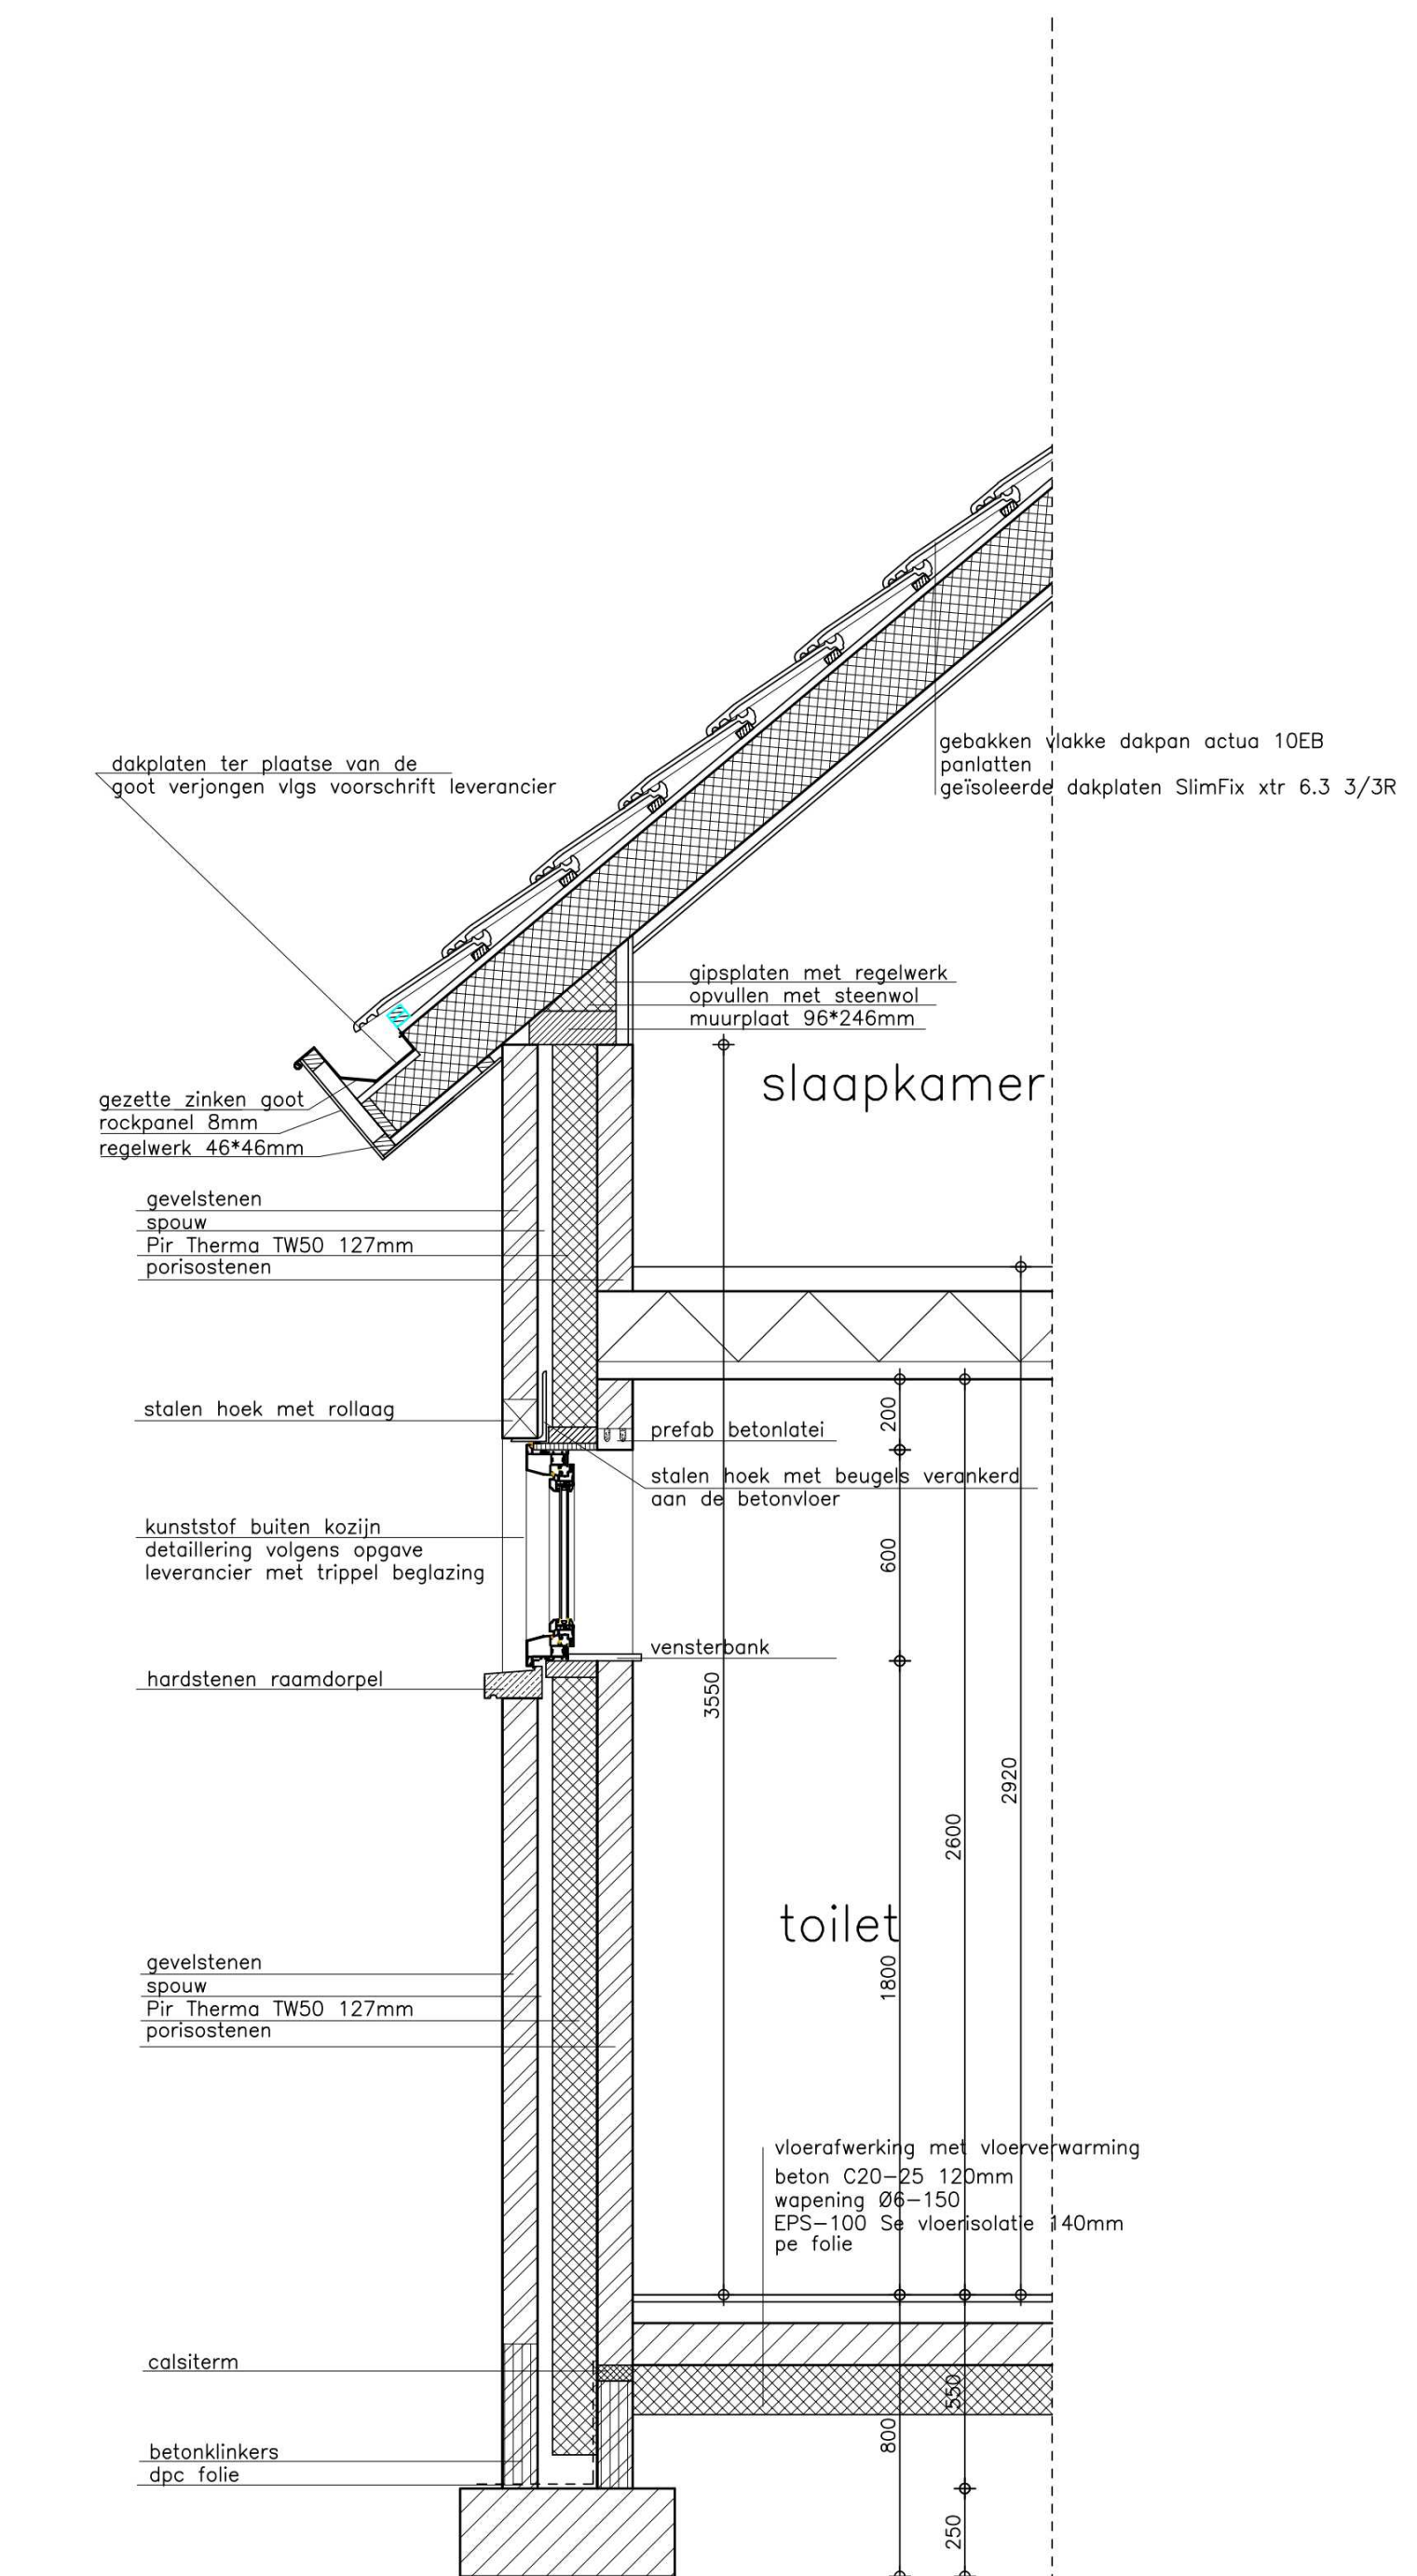 gebakken vlakke dakpan actua 10EB
panlatten
geïsoleerde dakplaten SlimFix xtr 6.3 3/3R
dakplaten ter plaatse van de
goot verjongen vlgs voorschrift leverancier
gipsplaten met regelwerk
opvullen met steenwol
muurplaat 96*246mm
slaapkamer
gezette zinken goot
rockpanel 8mm
regelwerk 46*46mm
gevelstenen
spouw
Pir Therma TW50 127mm
porisostenen
stalen hoek met rollaag
200
prefab betonlatei
stalen hoek met beugels verankerd
aan de betonvloer
kunststof buiten kozijn
detaillering volgens opgave
leverancier met trippel beglazing
600
vensterbank
hardstenen raamdorpel
3550
2920
2600
toilet
1800
gevelstenen
spouw
Pir Therma TW50 127mm
porisostenen
vloerafwerking met vloerverwarming
beton C20-25 120mm
wapening Ø6-150
EPS-100 Se vloerisolatie 140mm
pe folie
calsiterm
550
800
betonklinkers
dpc folie
250